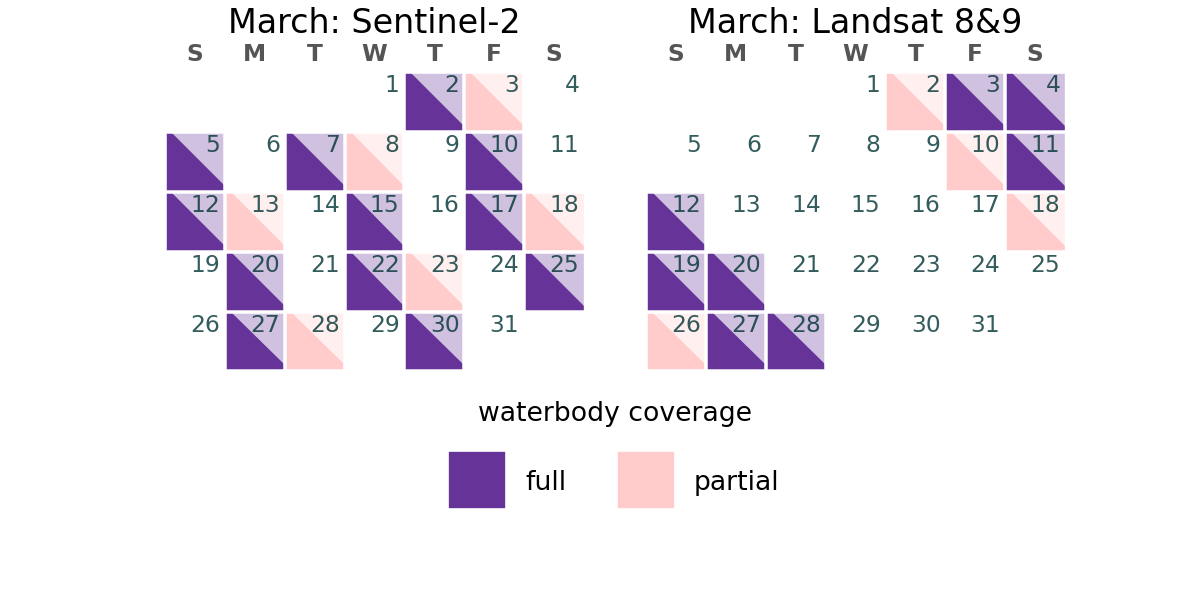 March: Sentinel-2
S M T W T F S
1 2 3 4
5 6 7 8 9 10 11
12 13 14 15 16 17 18
19 20 21 22 23 24 25
26 27 28 29 30 31
March: Landsat 8&9
S M T W T F S
1 2 3 4
5 6 7 8 9 10 11
12 13 14 15 16 17 18
19 20 21 22 23 24 25
26 27 28 29 30 31
waterbody coverage
full partial